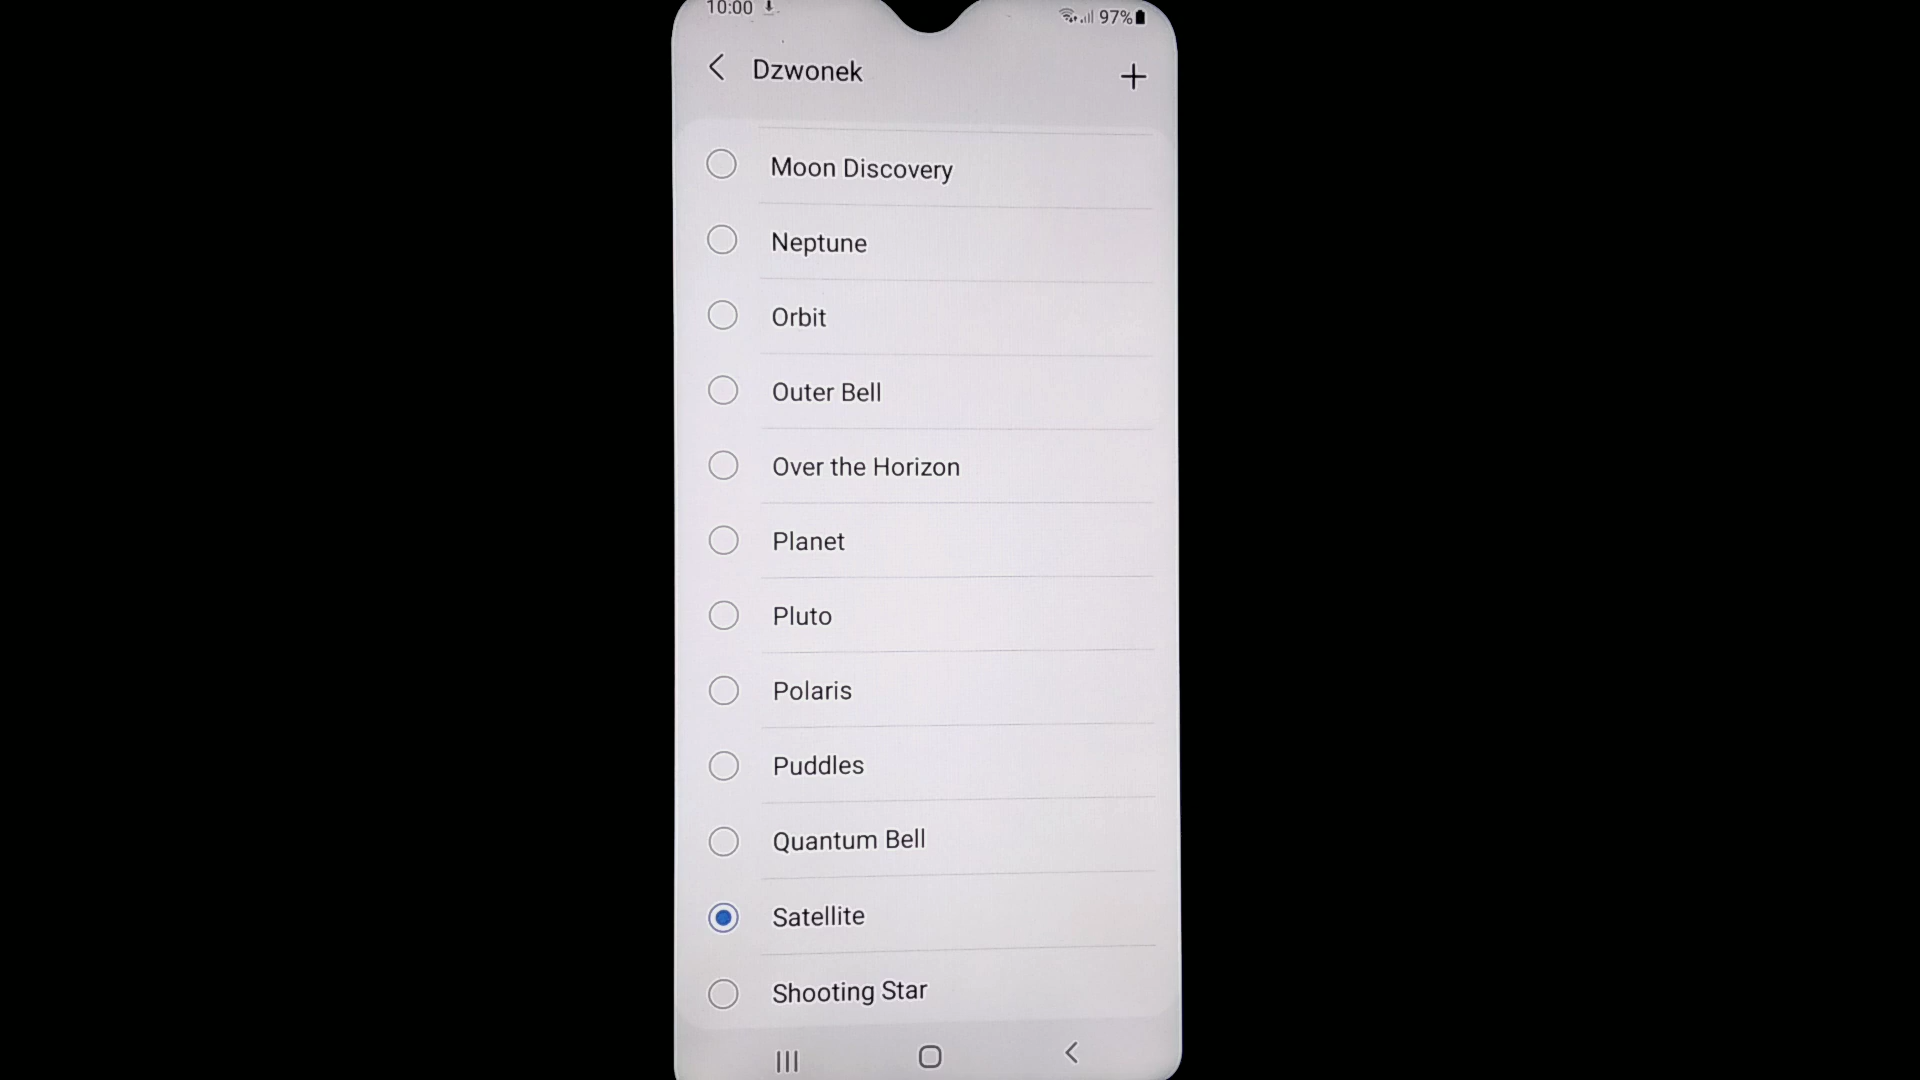 10:00
97%
Dzwonek
Moon Discovery
Neptune
Orbit
Outer Bell
Over the Horizon
Planet
Pluto
Polaris
Puddles
Quantum Bell
Satellite
Shooting Star